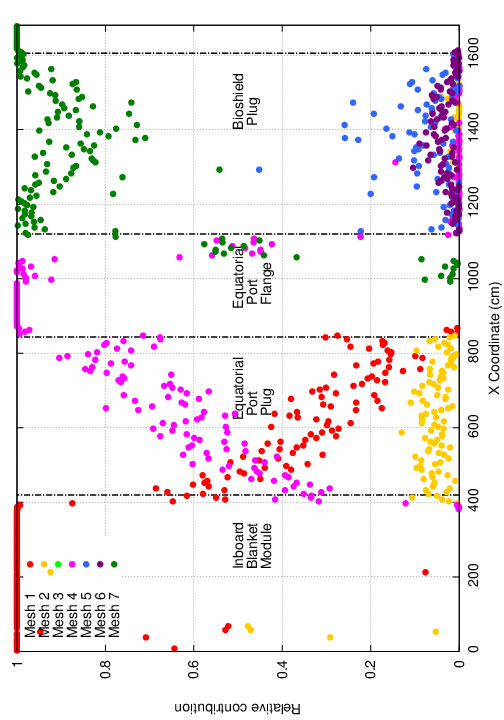 Relative contribution
1
0.8
0.6
0.4
0.2
0
0
200
400
600
800
1000
1200
1400
1600
X Coordinate (cm)
Mesh 1
Mesh 2
Mesh 3
Mesh 4
Mesh 5
Mesh 6
Mesh 7
Inboard
Blanket
Module
Equatorial
Port
Plug
Equatorial
Port
Flange
Bioshield
Plug